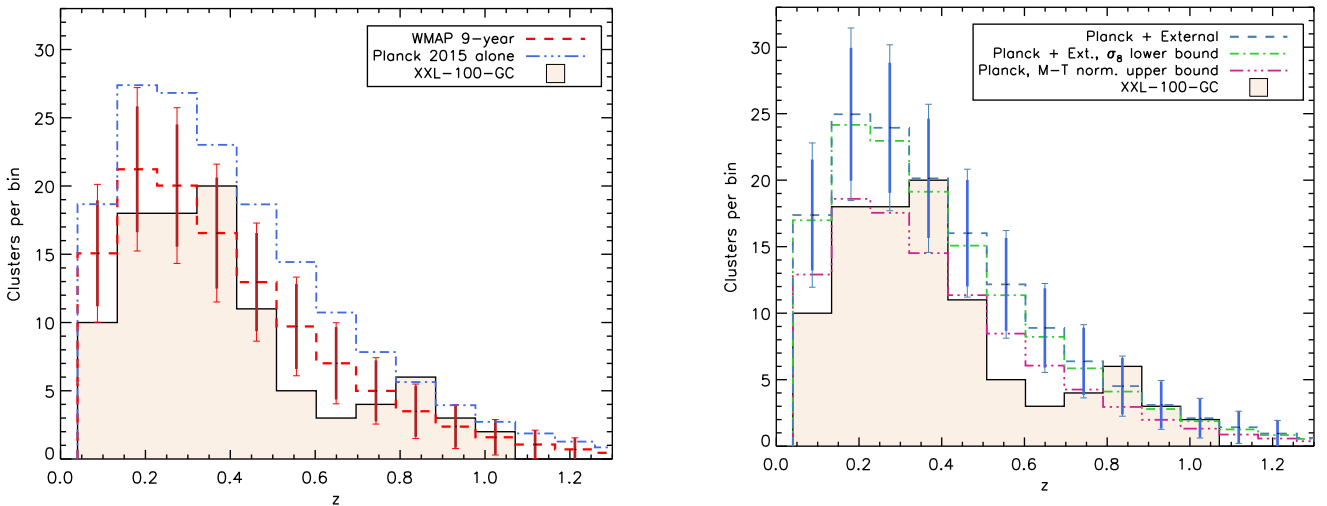 WMAP 9-year
Planck 2015 alone
XXL-100-GC
Clusters per bin
30
25
20
15
10
5
0
0.0 0.2 0.4 0.6 0.8 1.0 1.2
z
Planck + External
Planck + Ext., σ8 lower bound
Planck, M-T norm. upper bound
XXL-100-GC
Clusters per bin
30
25
20
15
10
5
0
0.0 0.2 0.4 0.6 0.8 1.0 1.2
z